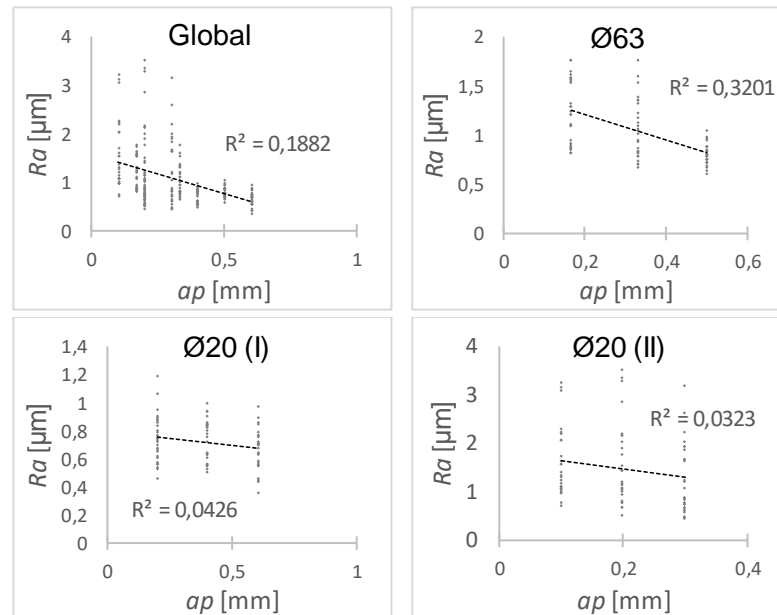 Global
4
3
2
1
0
Ra [µm]
R² = 0,1882
0
0,5
1
ap [mm]
Ø63
2
1,5
1
0,5
0
Ra [µm]
R² = 0,3201
0
0,2
0,4
0,6
ap [mm]
Ø20 (I)
1,4
1,2
1
0,8
0,6
0,4
0,2
0
Ra [µm]
R² = 0,0426
0
0,5
1
ap [mm]
Ø20 (II)
4
3
2
1
0
Ra [µm]
R² = 0,0323
0
0,2
0,4
ap [mm]